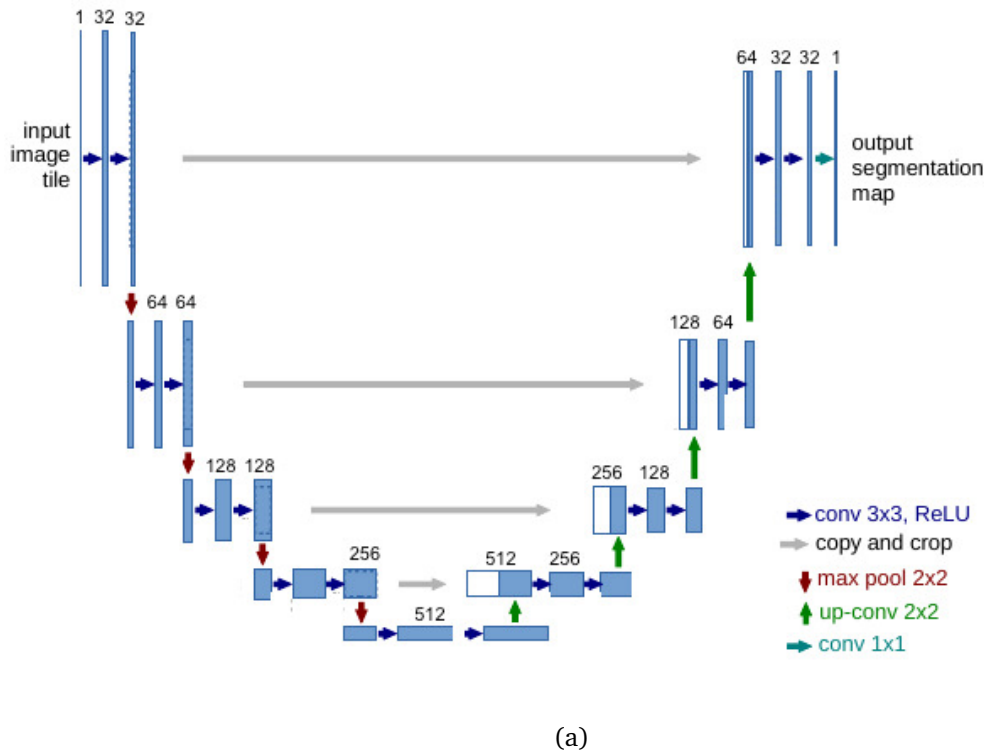 1 32 32
64 32 32 1
input
image
tile
output
segmentation
map
64 64
128 64
128 128
256 128
256
512 256
512
conv 3x3, ReLU
copy and crop
max pool 2x2
up-conv 2x2
conv 1x1
(a)